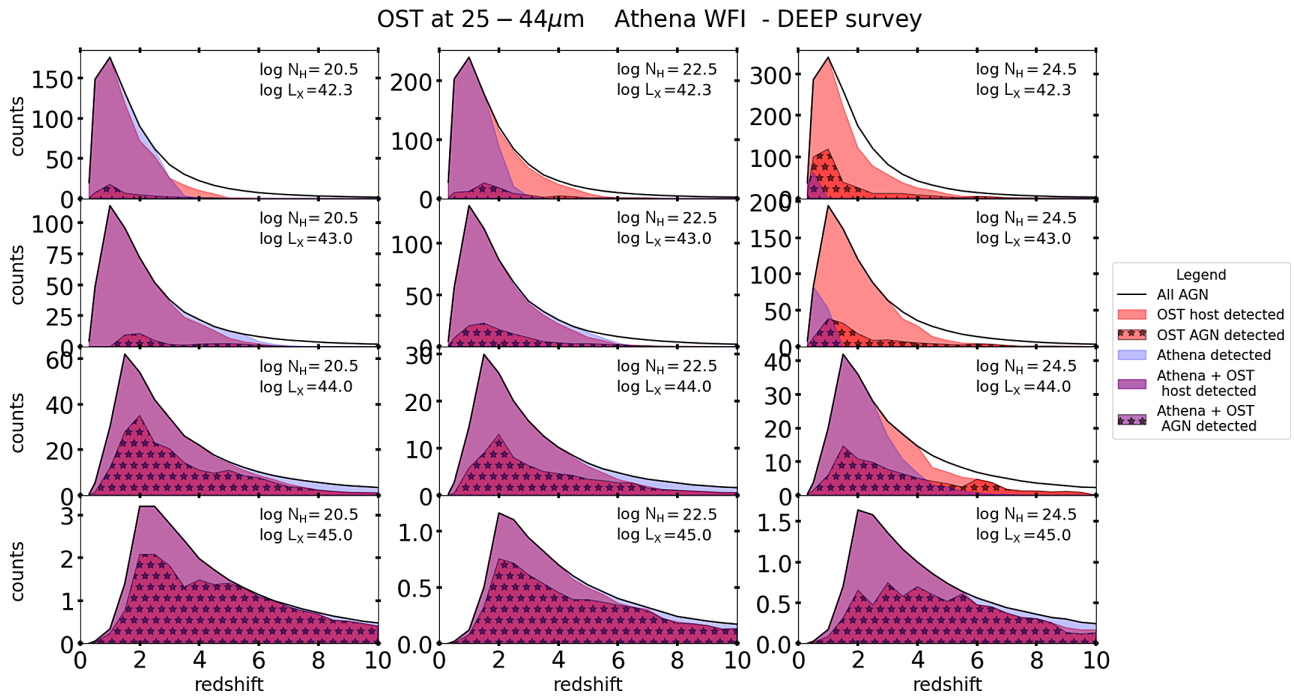 OST at 25 − 44μm Athena WFI - DEEP survey
counts
150
100
50
0
log N_H = 20.5
log L_X =42.3
200
100
0
log N_H = 22.5
log L_X =42.3
300
200
100
0
log N_H = 24.5
log L_X =42.3
counts
100
75
50
25
0
log N_H = 20.5
log L_X =43.0
100
50
0
log N_H = 22.5
log L_X =43.0
200
150
100
50
0
log N_H = 24.5
log L_X =43.0
counts
60
40
20
0
log N_H = 20.5
log L_X =44.0
30
20
10
0
log N_H = 22.5
log L_X =44.0
40
30
20
10
0
log N_H = 24.5
log L_X =44.0
counts
3
2
1
0
log N_H = 20.5
log L_X =45.0
1.0
0.5
0.0
log N_H = 22.5
log L_X =45.0
1.5
1.0
0.5
0.0
log N_H = 24.5
log L_X =45.0
0 2 4 6 8 10
redshift
0 2 4 6 8 10
redshift
0 2 4 6 8 10
redshift
Legend
All AGN
OST host detected
OST AGN detected
Athena detected
Athena + OST
host detected
Athena + OST
AGN detected